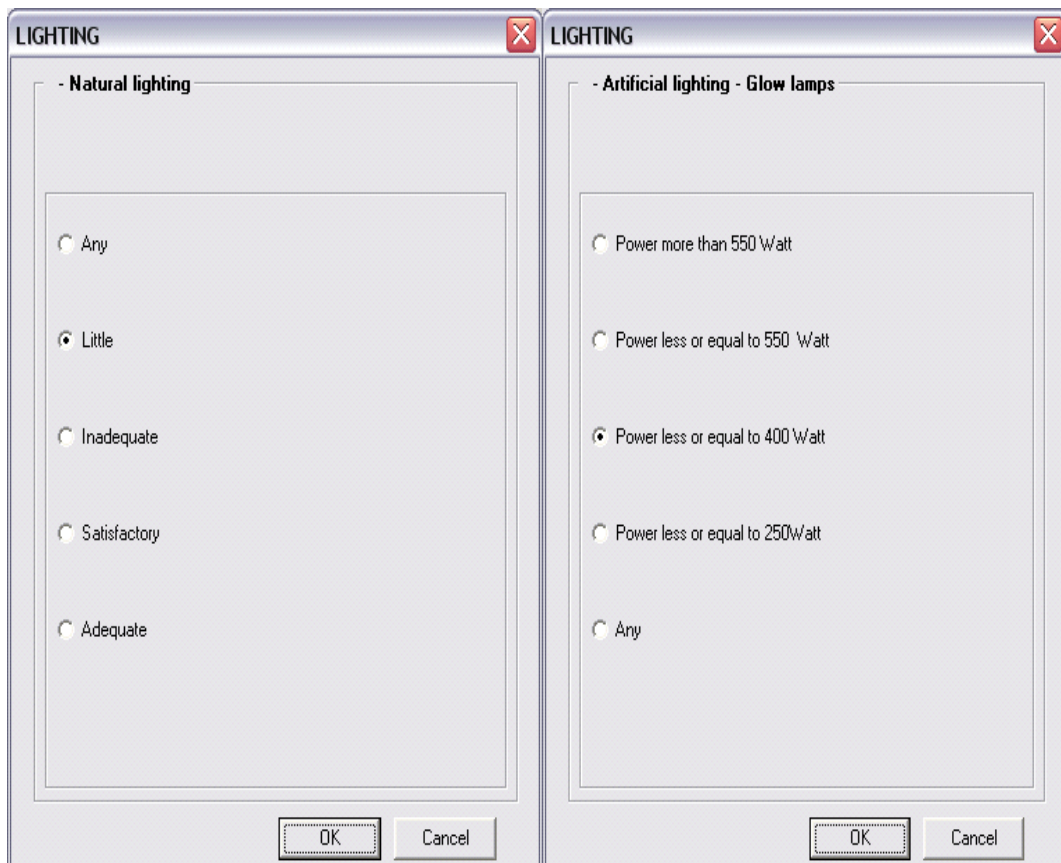 LIGHTING
- Natural lighting
Any
Little
Inadequate
Satisfactory
Adequate
OK
Cancel
LIGHTING
- Artificial lighting - Glow lamps
Power more than 550 Watt
Power less or equal to 550 Watt
Power less or equal to 400 Watt
Power less or equal to 250Watt
Any
OK
Cancel